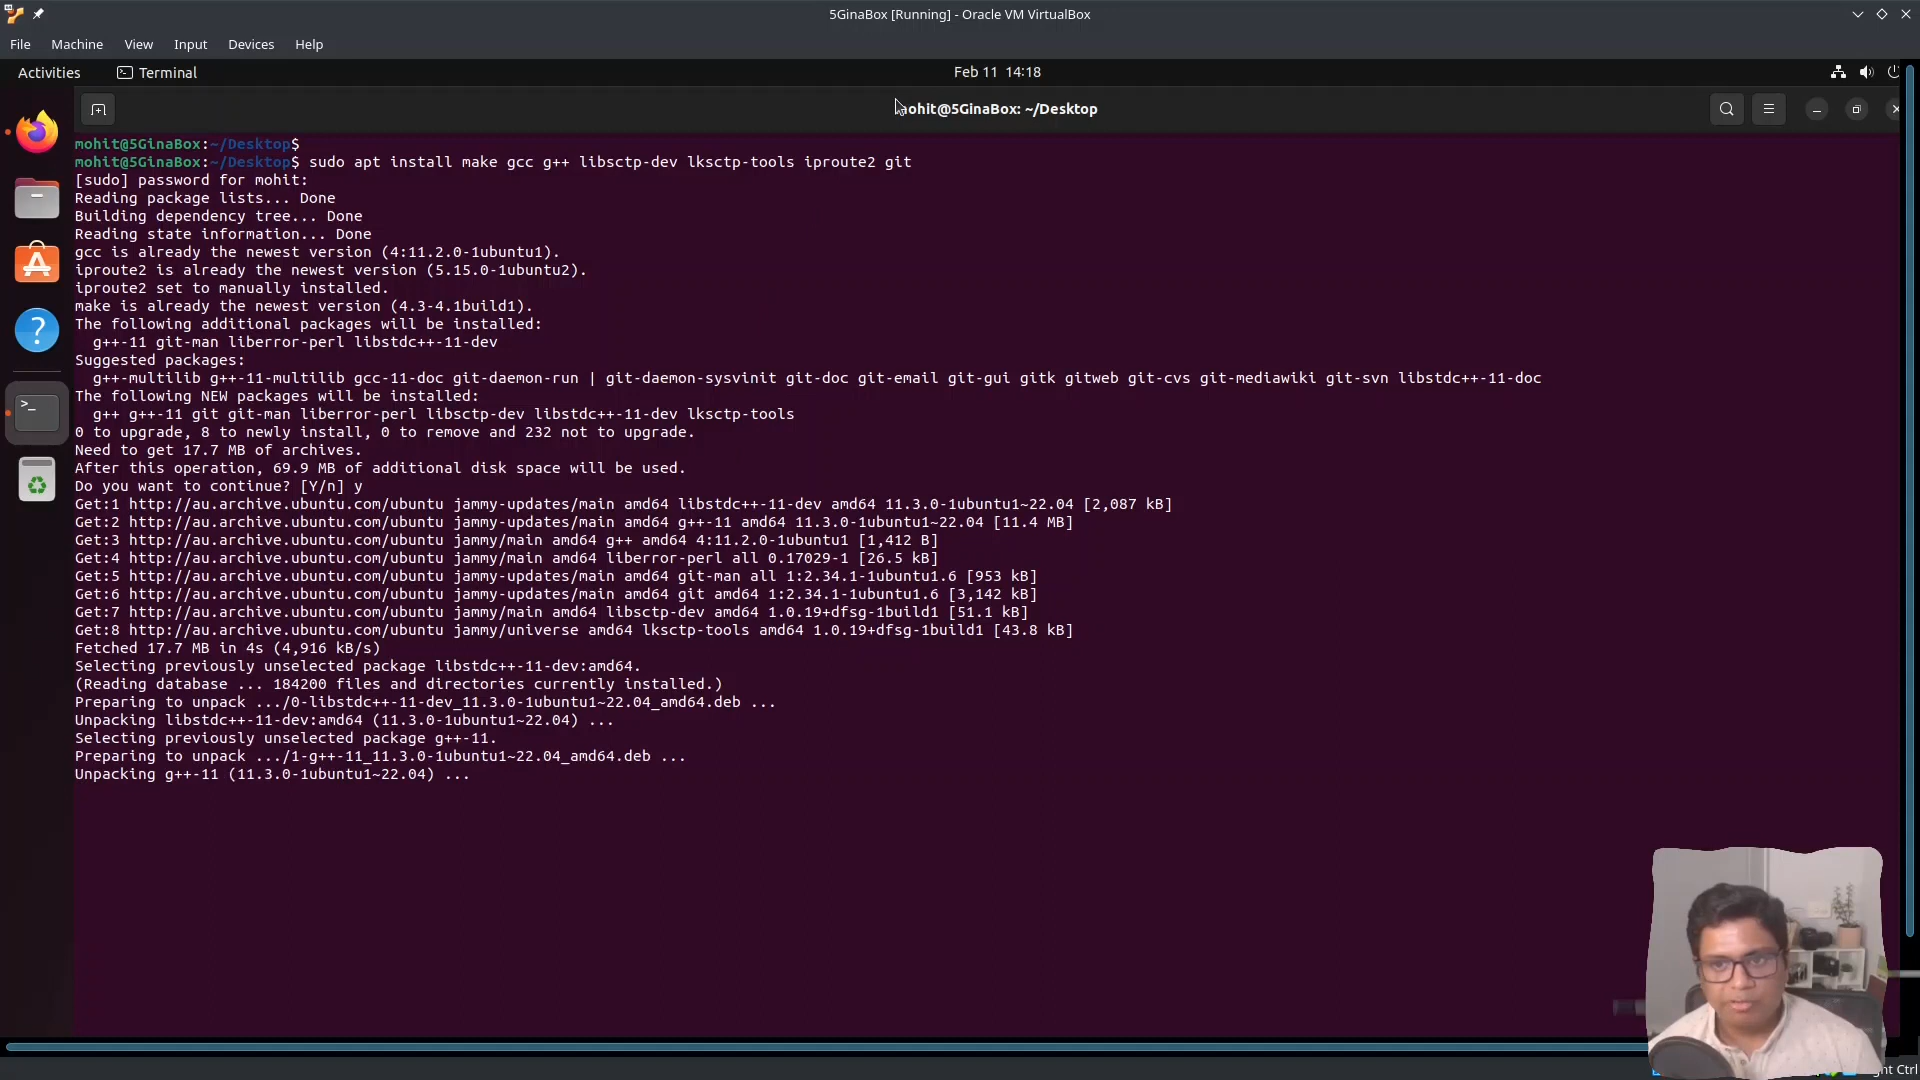 5GinaBox [Running] - Oracle VM VirtualBox
File Machine View Input Devices Help
Activities Terminal Feb 11 14:18
mohit@5GinaBox: ~/Desktop
mohit@5GinaBox:~/Desktop$
mohit@5GinaBox:~/Desktop$ sudo apt install make gcc g++ libsctp-dev lksctp-tools iproute2 git
[sudo] password for mohit:
Reading package lists... Done
Building dependency tree... Done
Reading state information... Done
gcc is already the newest version (4:11.2.0-1ubuntu1).
iproute2 is already the newest version (5.15.0-1ubuntu2).
iproute2 set to manually installed.
make is already the newest version (4.3-4.1build1).
The following additional packages will be installed:
  g++-11 git-man liberror-perl libstdc++-11-dev
Suggested packages:
  g++-multilib g++-11-multilib gcc-11-doc git-daemon-run | git-daemon-sysvinit git-doc git-email git-gui gitk gitweb git-cvs git-mediawiki git-svn libstdc++-11-doc
The following NEW packages will be installed:
  g++ g++-11 git git-man liberror-perl libsctp-dev libstdc++-11-dev lksctp-tools
0 to upgrade, 8 to newly install, 0 to remove and 232 not to upgrade.
Need to get 17.7 MB of archives.
After this operation, 69.9 MB of additional disk space will be used.
Do you want to continue? [Y/n] y
Get:1 http://au.archive.ubuntu.com/ubuntu jammy-updates/main amd64 libstdc++-11-dev amd64 11.3.0-1ubuntu1~22.04 [2,087 kB]
Get:2 http://au.archive.ubuntu.com/ubuntu jammy-updates/main amd64 g++-11 amd64 11.3.0-1ubuntu1~22.04 [11.4 MB]
Get:3 http://au.archive.ubuntu.com/ubuntu jammy/main amd64 g++ amd64 4:11.2.0-1ubuntu1 [1,412 B]
Get:4 http://au.archive.ubuntu.com/ubuntu jammy/main amd64 liberror-perl all 0.17029-1 [26.5 kB]
Get:5 http://au.archive.ubuntu.com/ubuntu jammy-updates/main amd64 git-man all 1:2.34.1-1ubuntu1.6 [953 kB]
Get:6 http://au.archive.ubuntu.com/ubuntu jammy-updates/main amd64 git amd64 1:2.34.1-1ubuntu1.6 [3,142 kB]
Get:7 http://au.archive.ubuntu.com/ubuntu jammy/main amd64 libsctp-dev amd64 1.0.19+dfsg-1build1 [51.1 kB]
Get:8 http://au.archive.ubuntu.com/ubuntu jammy/universe amd64 lksctp-tools amd64 1.0.19+dfsg-1build1 [43.8 kB]
Fetched 17.7 MB in 4s (4,916 kB/s)
Selecting previously unselected package libstdc++-11-dev:amd64.
(Reading database ... 184200 files and directories currently installed.)
Preparing to unpack .../0-libstdc++-11-dev_11.3.0-1ubuntu1~22.04_amd64.deb ...
Unpacking libstdc++-11-dev:amd64 (11.3.0-1ubuntu1~22.04) ...
Selecting previously unselected package g++-11.
Preparing to unpack .../1-g++-11_11.3.0-1ubuntu1~22.04_amd64.deb ...
Unpacking g++-11 (11.3.0-1ubuntu1~22.04) ...
Ctrl